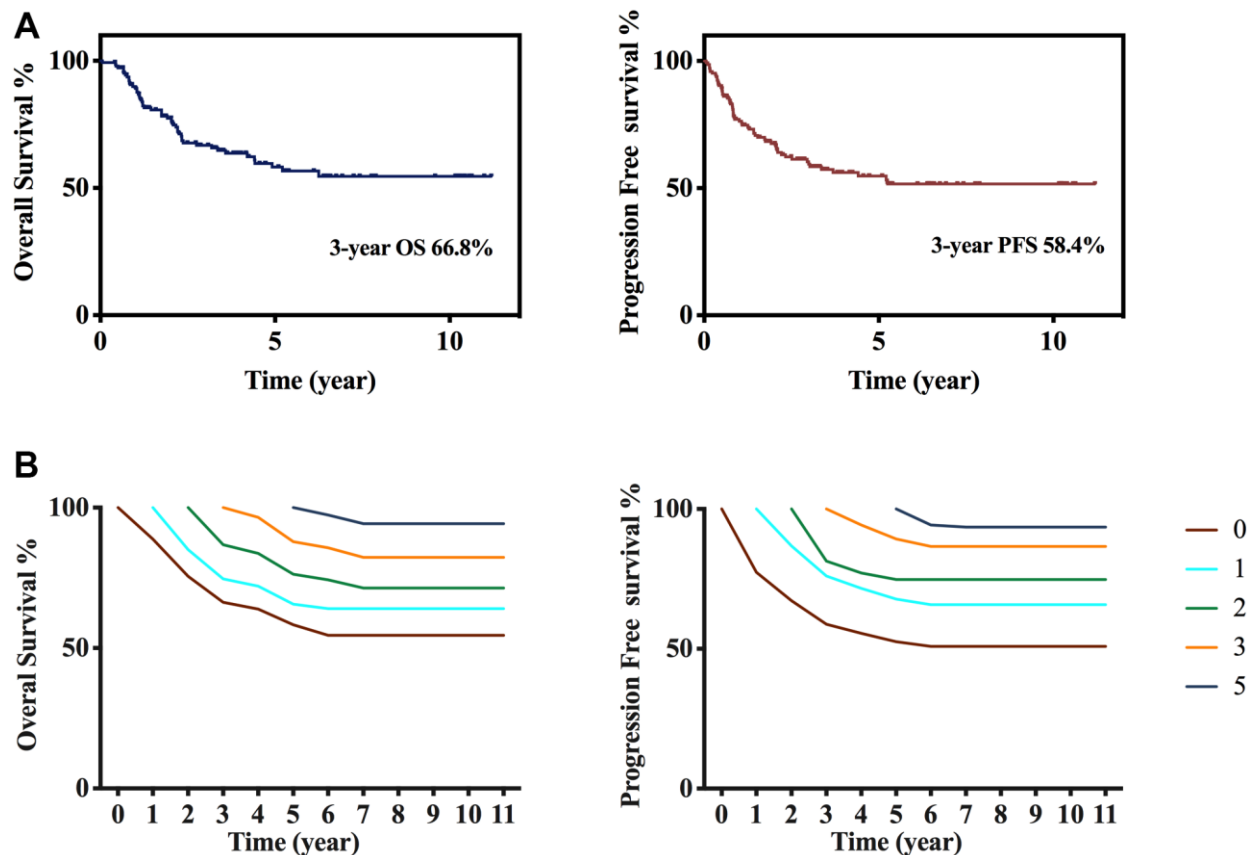 A
Overall Survival %
100
50
0
3-year OS 66.8%
0 5 10
Time (year)
Progression Free survival %
100
50
0
3-year PFS 58.4%
0 5 10
Time (year)
B
Overal Survival %
100
50
0
0 1 2 3 4 5 6 7 8 9 10 11
Time (year)
Progression Free survival %
100
50
0
0 1 2 3 4 5 6 7 8 9 10 11
Time (year)
0
1
2
3
5